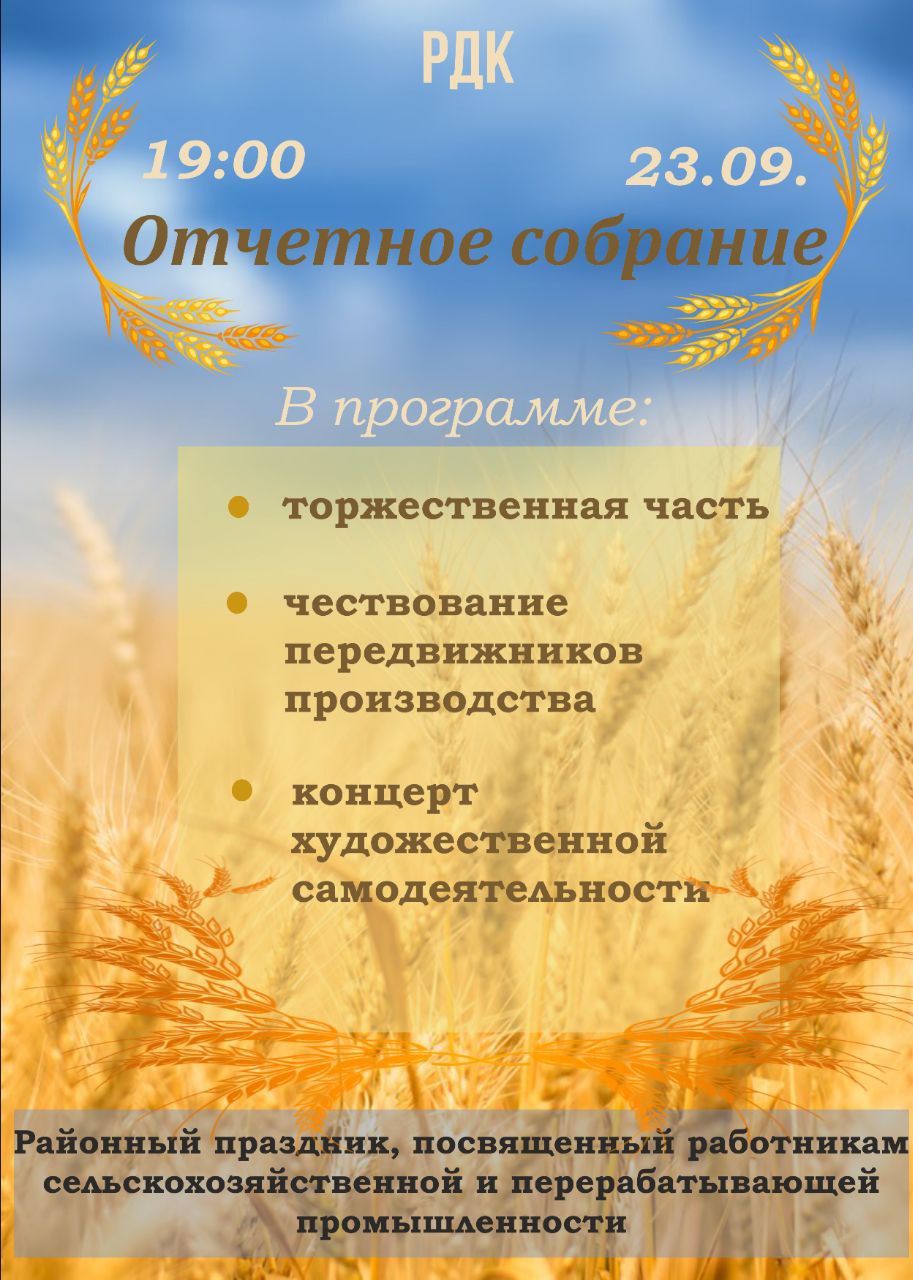 РДК
19:00 23.09.
Отчетное собрание
В программе:
торжественная часть
чествование
передвижников
производства
концерт
художественной
самодеятельности
Районный праздник, посвященный работникам
сельскохозяйственной и перерабатывающей
промышленности